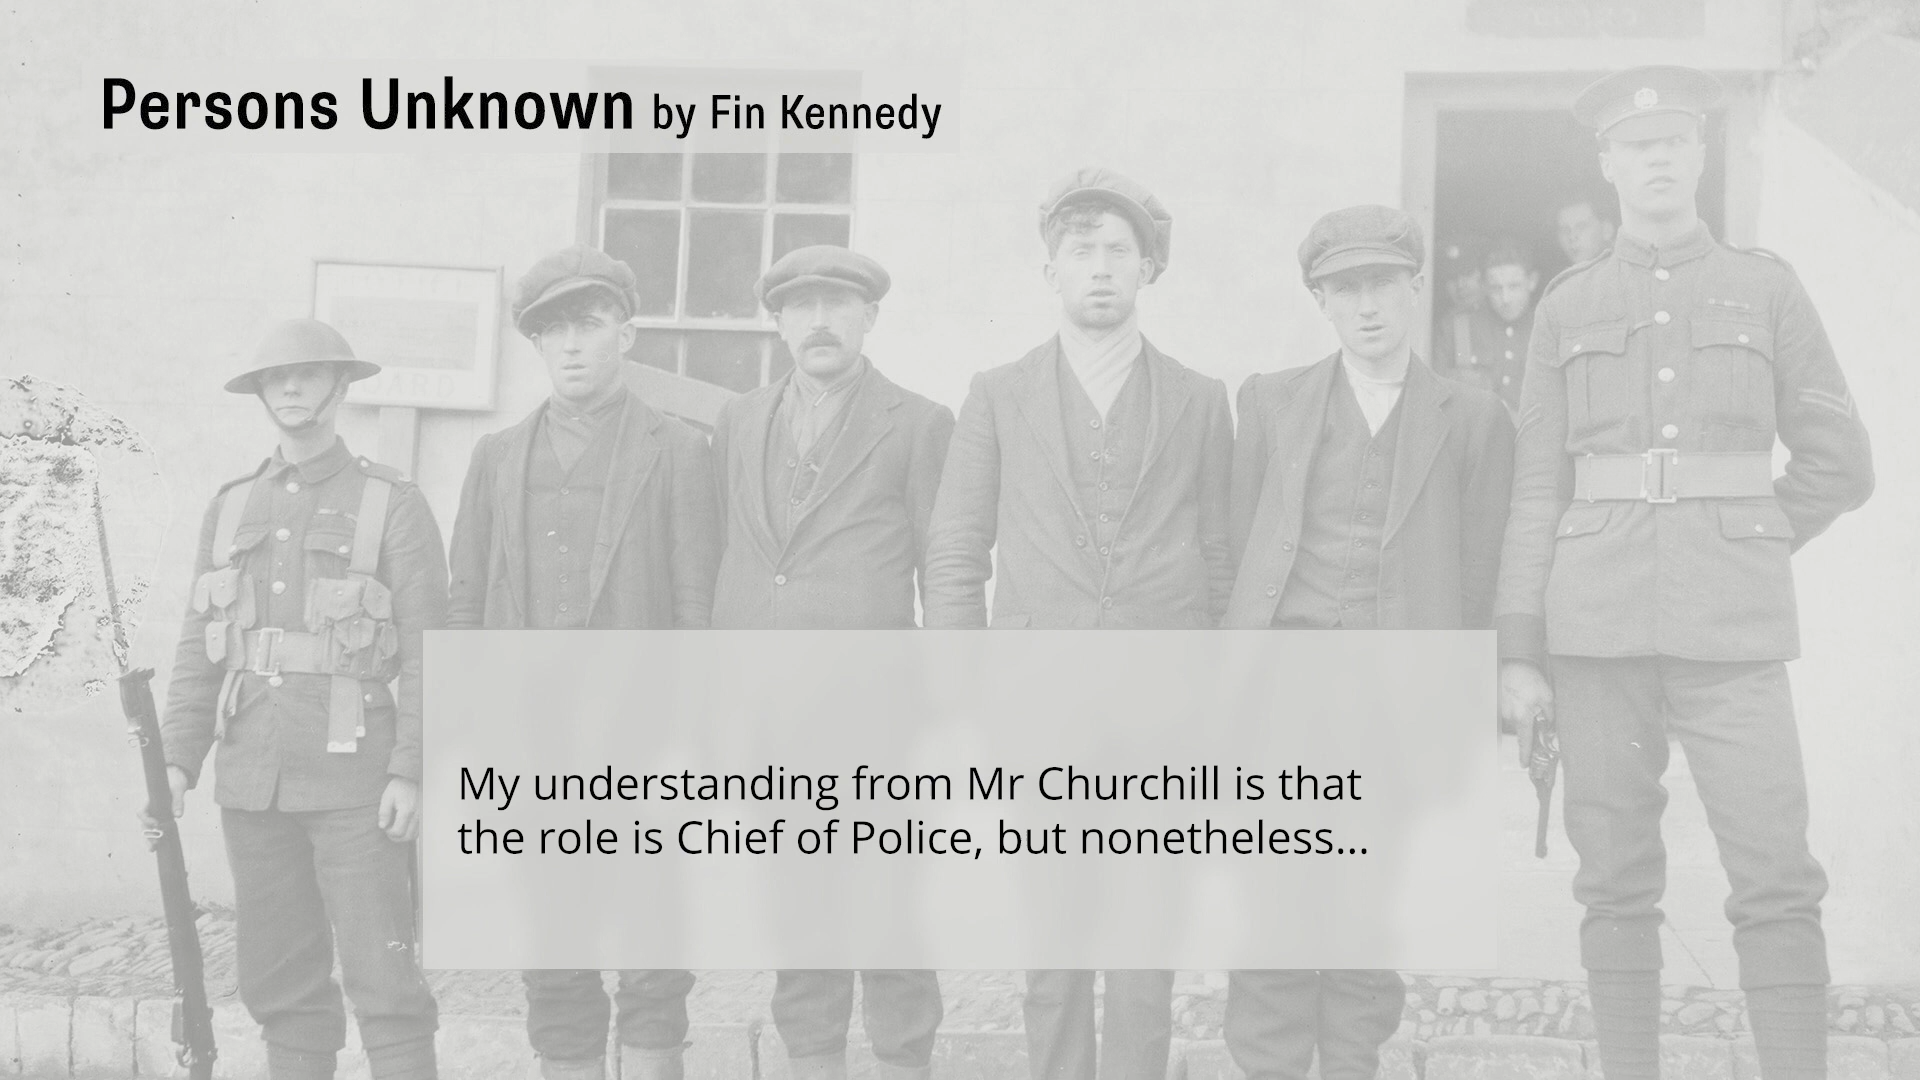 Persons Unknown by Fin Kennedy
My understanding from Mr Churchill is that
the role is Chief of Police, but nonetheless...